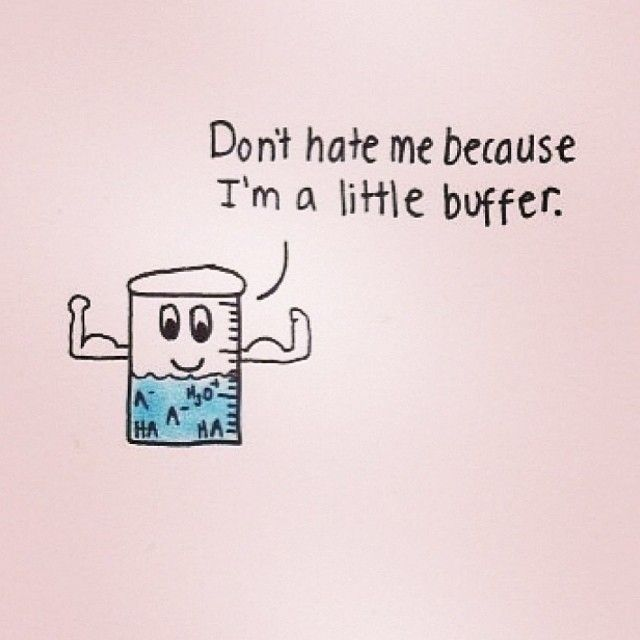 Don't hate me because
I'm a little buffer.
A⁻ H₃O⁺
A⁻
HA HA